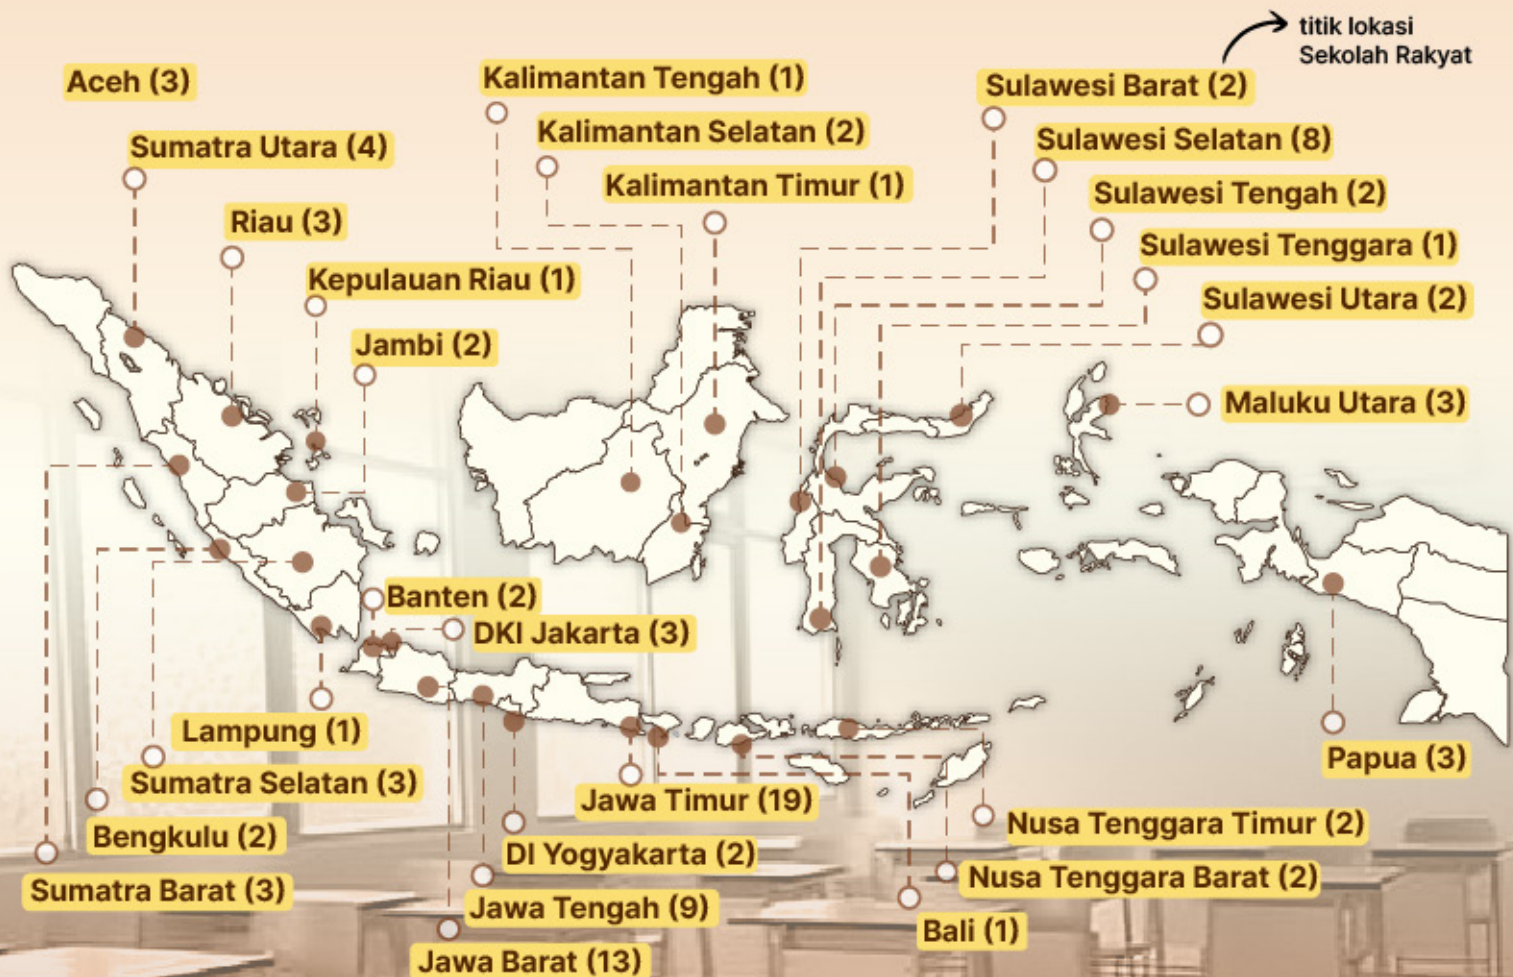 titik lokasi
Sekolah Rakyat
Aceh (3)
Sumatra Utara (4)
Riau (3)
Kepulauan Riau (1)
Jambi (2)
Kalimantan Tengah (1)
Kalimantan Selatan (2)
Kalimantan Timur (1)
Sulawesi Barat (2)
Sulawesi Selatan (8)
Sulawesi Tengah (2)
Sulawesi Tenggara (1)
Sulawesi Utara (2)
Maluku Utara (3)
Banten (2)
DKI Jakarta (3)
Lampung (1)
Sumatra Selatan (3)
Bengkulu (2)
Sumatra Barat (3)
Jawa Timur (19)
DI Yogyakarta (2)
Jawa Tengah (9)
Jawa Barat (13)
Papua (3)
Nusa Tenggara Timur (2)
Nusa Tenggara Barat (2)
Bali (1)